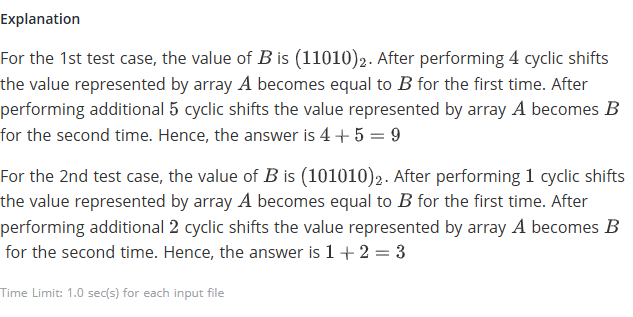 Explanation
For the 1st test case, the value of B is (11010)₂. After performing 4 cyclic shifts
the value represented by array A becomes equal to B for the first time. After
performing additional 5 cyclic shifts the value represented by array A becomes B
for the second time. Hence, the answer is 4 + 5 = 9
For the 2nd test case, the value of B is (101010)₂. After performing 1 cyclic shifts
the value represented by array A becomes equal to B for the first time. After
performing additional 2 cyclic shifts the value represented by array A becomes B
for the second time. Hence, the answer is 1 + 2 = 3
Time Limit: 1.0 sec(s) for each input file